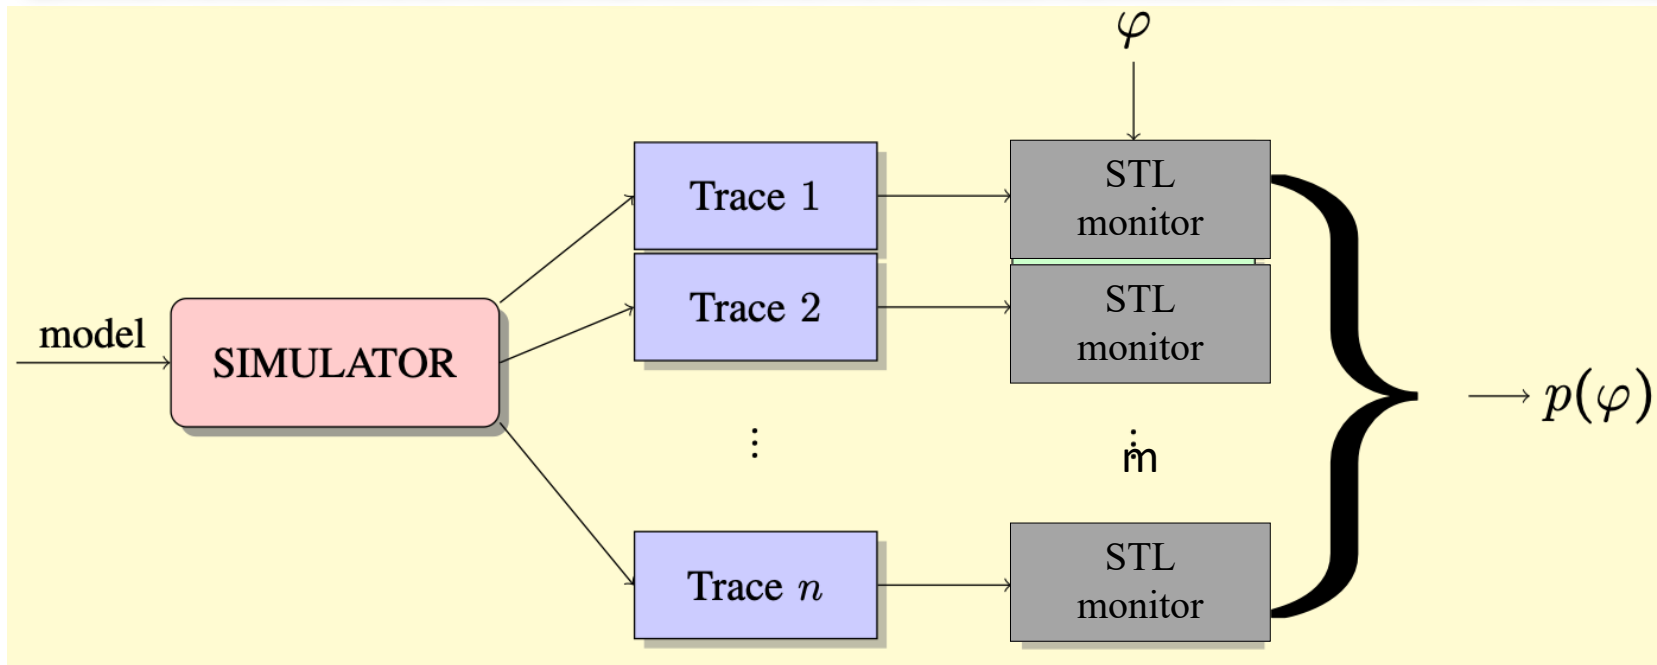 φ
STL
monitor
Trace 1
STL
monitor
Trace 2
model
SIMULATOR
p(φ)
⋮
⋮
m
STL
monitor
Trace n